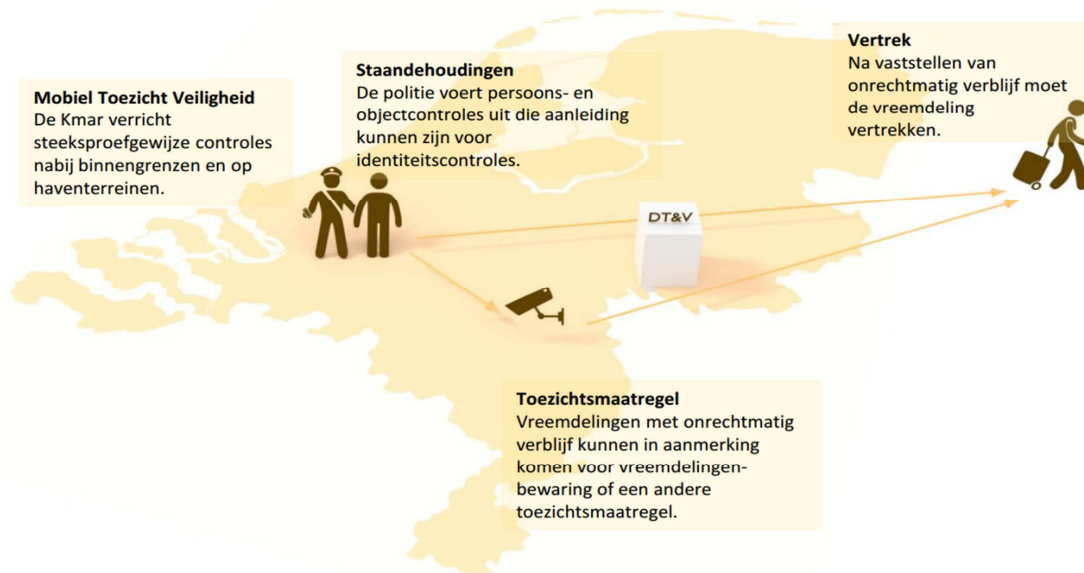 Mobiel Toezicht Veiligheid
De Kmar verricht
steeksproefgewijze controles
nabij binnengrenzen en op
haventerreinen.
Staandehoudingen
De politie voert persoons- en
objectcontroles uit die aanleiding
kunnen zijn voor
identiteitscontroles.
Vertrek
Na vaststellen van
onrechtmatig verblijf moet
de vreemdeling
vertrekken.
DT&V
Toezichtsmaatregel
Vreemdelingen met onrechtmatig
verblijf kunnen in aanmerking
komen voor vreemdelingen-
bewaring of een andere
toezichtsmaatregel.